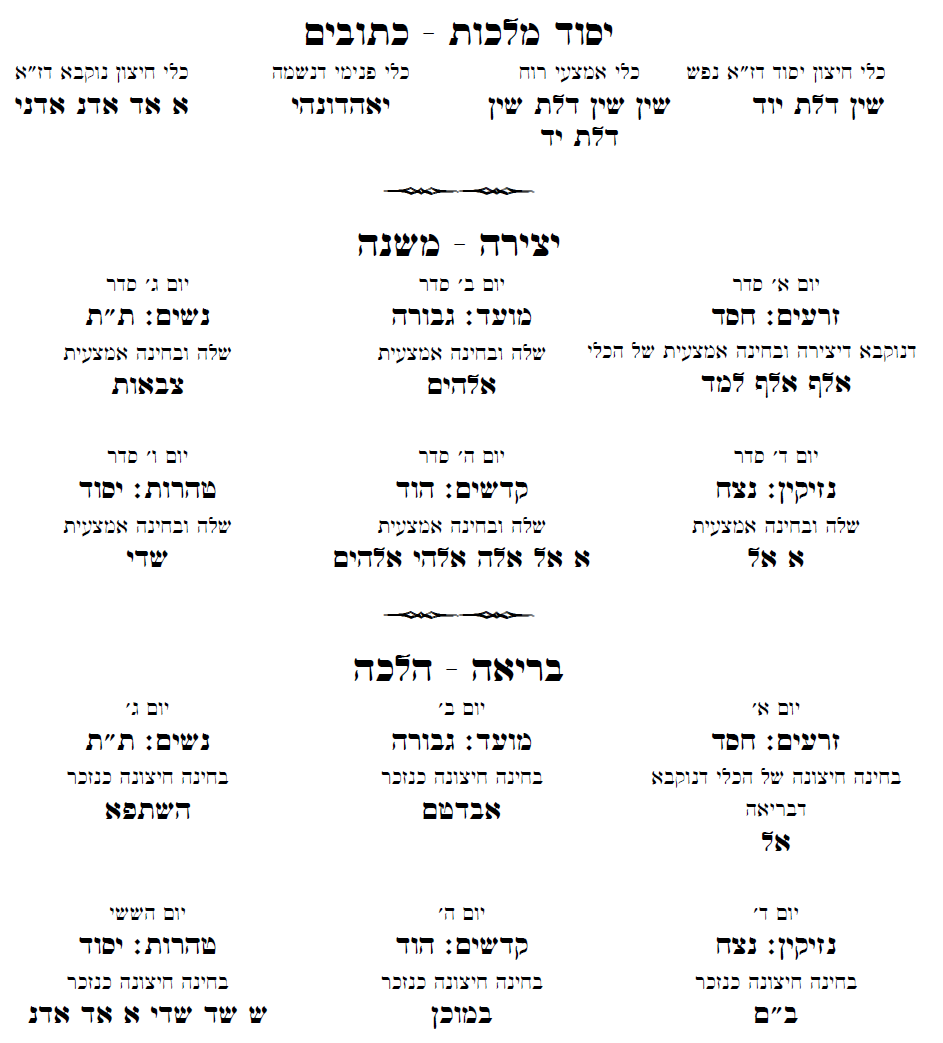 יסוד מלכות - כתובים
כלי חיצון יסוד דז״א נפש
שין דלת יוד
כלי אמצעי רוח
שין שין דלת שין
דלת יד
כלי פנימי דנשמה
יאהדונהי
כלי חיצון נוקבא דז״א
א אד אדנ אדני
יצירה - משנה
יום א׳ סדר
זרעים: חסד
דנוקבא דיצירה ובחינה אמצעית של הכלי
אלף אלף למד
יום ב׳ סדר
מועד: גבורה
שלה ובחינה אמצעית
אלהים
יום ג׳ סדר
נשים: ת״ת
שלה ובחינה אמצעית
צבאות
יום ד׳ סדר
נזיקין: נצח
שלה ובחינה אמצעית
א אל
יום ה׳ סדר
קדשים: הוד
שלה ובחינה אמצעית
א אל אלה אלהי אלהים
יום ו׳ סדר
טהרות: יסוד
שלה ובחינה אמצעית
שדי
בריאה - הלכה
יום א׳
זרעים: חסד
בחינה חיצונה של הכלי דנוקבא
דבריאה
אל
יום ב׳
מועד: גבורה
בחינה חיצונה כנזכר
אבדטם
יום ג׳
נשים: ת״ת
בחינה חיצונה כנזכר
השתפא
יום ד׳
נזיקין: נצח
בחינה חיצונה כנזכר
ב״ם
יום ה׳
קדשים: הוד
בחינה חיצונה כנזכר
במוכן
יום הששי
טהרות: יסוד
בחינה חיצונה כנזכר
ש שד שדי א אד אדנ